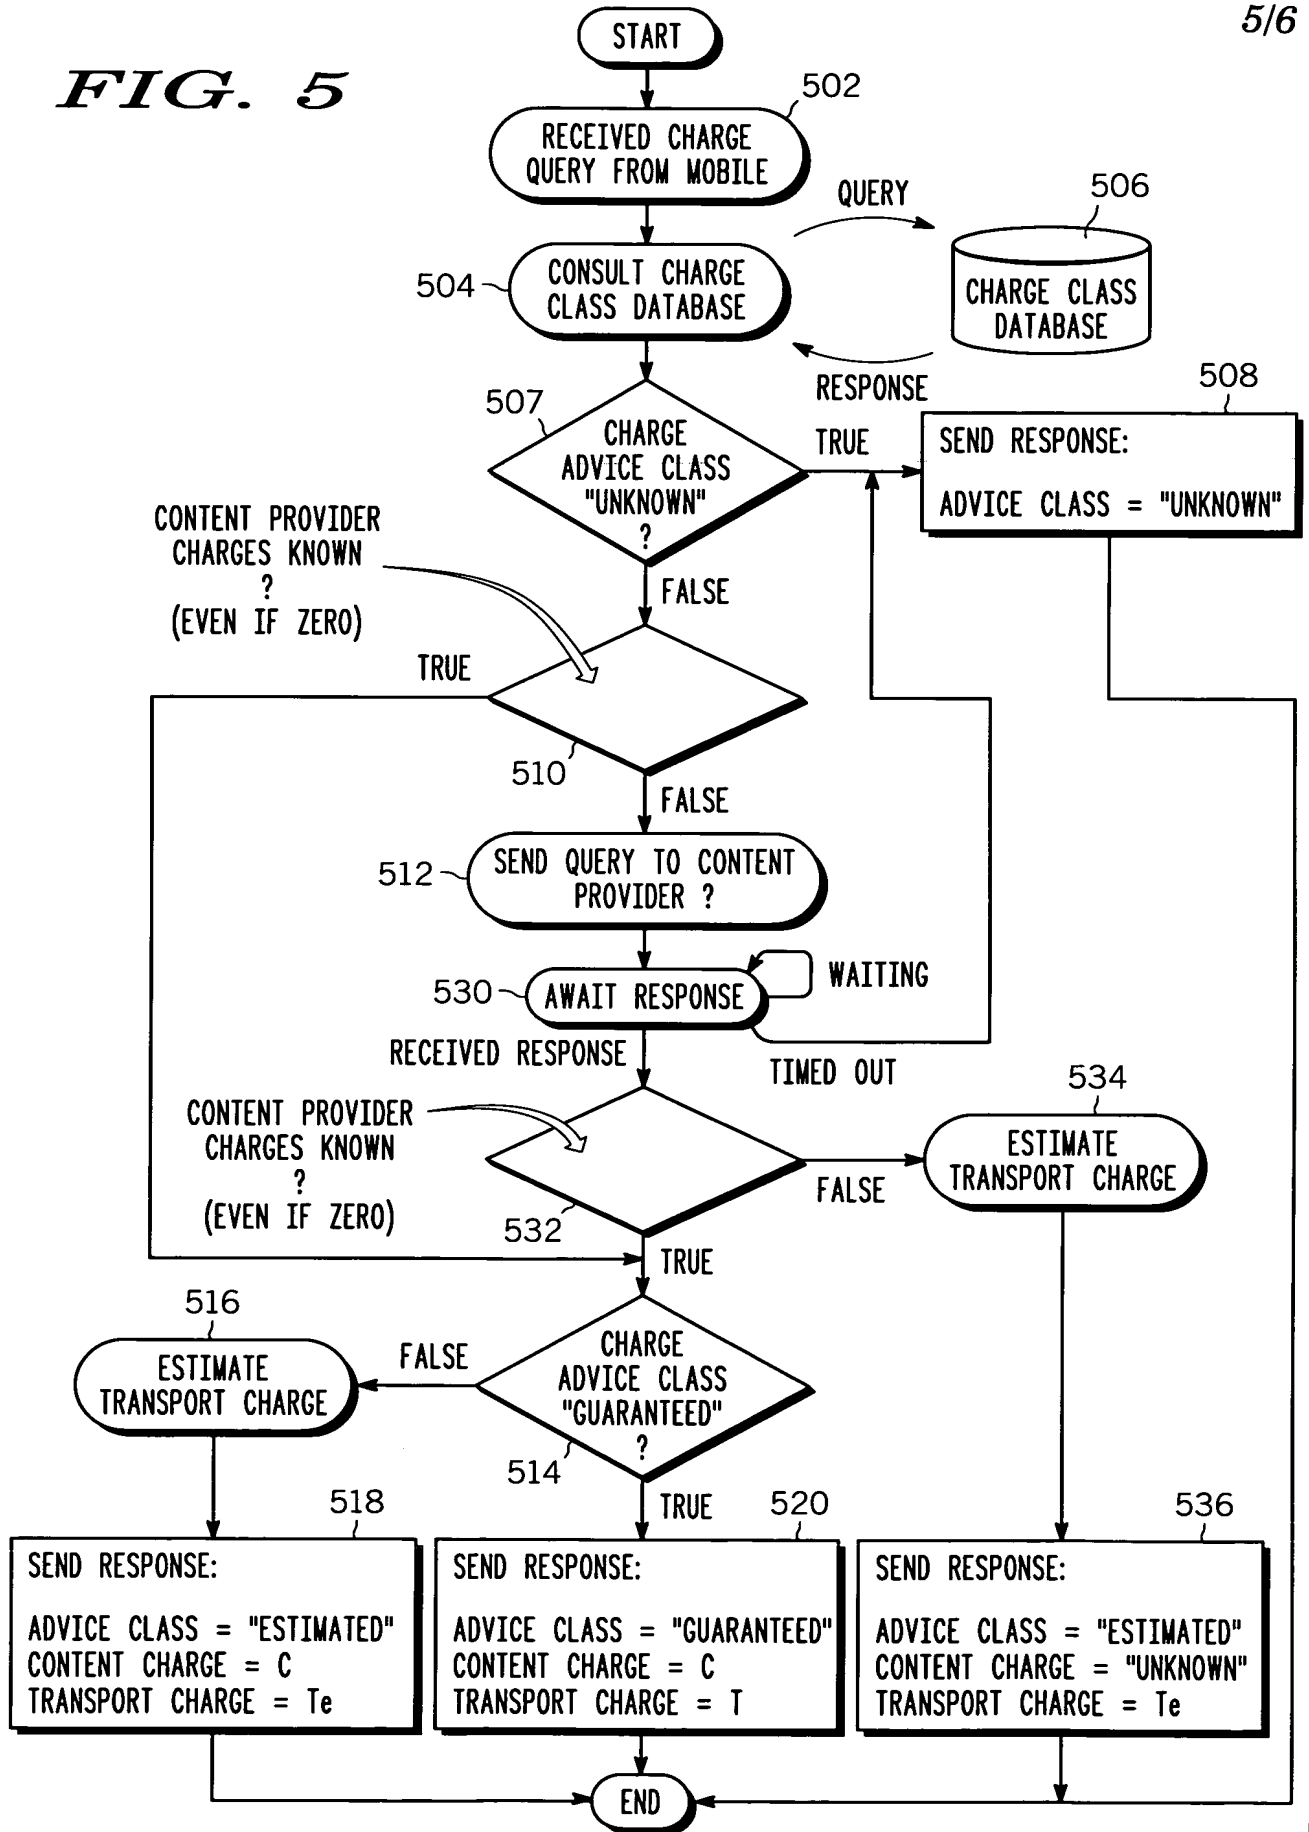 5/6
FIG. 5
START
502
RECEIVED CHARGE
QUERY FROM MOBILE
QUERY
506
504
CONSULT CHARGE
CLASS DATABASE
CHARGE CLASS
DATABASE
RESPONSE
507
CHARGE
ADVICE CLASS
"UNKNOWN"
?
TRUE
508
SEND RESPONSE:
ADVICE CLASS = "UNKNOWN"
CONTENT PROVIDER
CHARGES KNOWN
?
(EVEN IF ZERO)
FALSE
TRUE
510
FALSE
512
SEND QUERY TO CONTENT
PROVIDER ?
530
AWAIT RESPONSE
WAITING
RECEIVED RESPONSE
TIMED OUT
534
CONTENT PROVIDER
CHARGES KNOWN
?
(EVEN IF ZERO)
ESTIMATE
TRANSPORT CHARGE
FALSE
532
TRUE
516
ESTIMATE
TRANSPORT CHARGE
FALSE
CHARGE
ADVICE CLASS
"GUARANTEED"
?
514
TRUE
518
SEND RESPONSE:
ADVICE CLASS = "ESTIMATED"
CONTENT CHARGE = C
TRANSPORT CHARGE = Te
520
SEND RESPONSE:
ADVICE CLASS = "GUARANTEED"
CONTENT CHARGE = C
TRANSPORT CHARGE = T
536
SEND RESPONSE:
ADVICE CLASS = "ESTIMATED"
CONTENT CHARGE = "UNKNOWN"
TRANSPORT CHARGE = Te
END